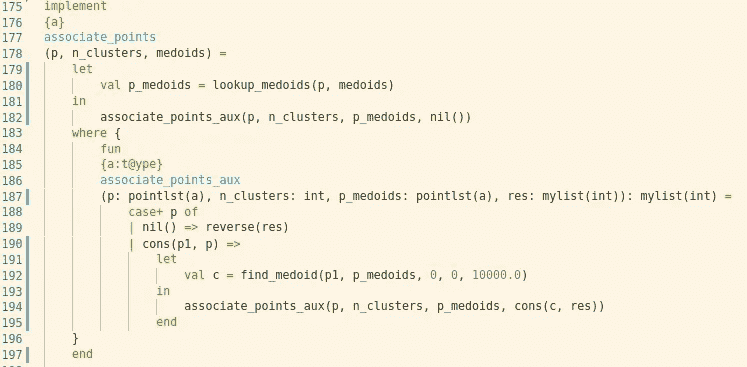 175 implement
176 {a}
177 associate_points
178 (p, n_clusters, medoids) =
179 let
180 val p_medoids = lookup_medoids(p, medoids)
181 in
182 associate_points_aux(p, n_clusters, p_medoids, nil())
183 where {
184 fun
185 {a:t@ype}
186 associate_points_aux
187 (p: pointlst(a), n_clusters: int, p_medoids: pointlst(a), res: mylist(int)): mylist(int) =
188 case+ p of
189 | nil() => reverse(res)
190 | cons(p1, p) =>
191 let
192 val c = find_medoid(p1, p_medoids, 0, 0, 10000.0)
193 in
194 associate_points_aux(p, n_clusters, p_medoids, cons(c, res))
195 end
196 }
197 end